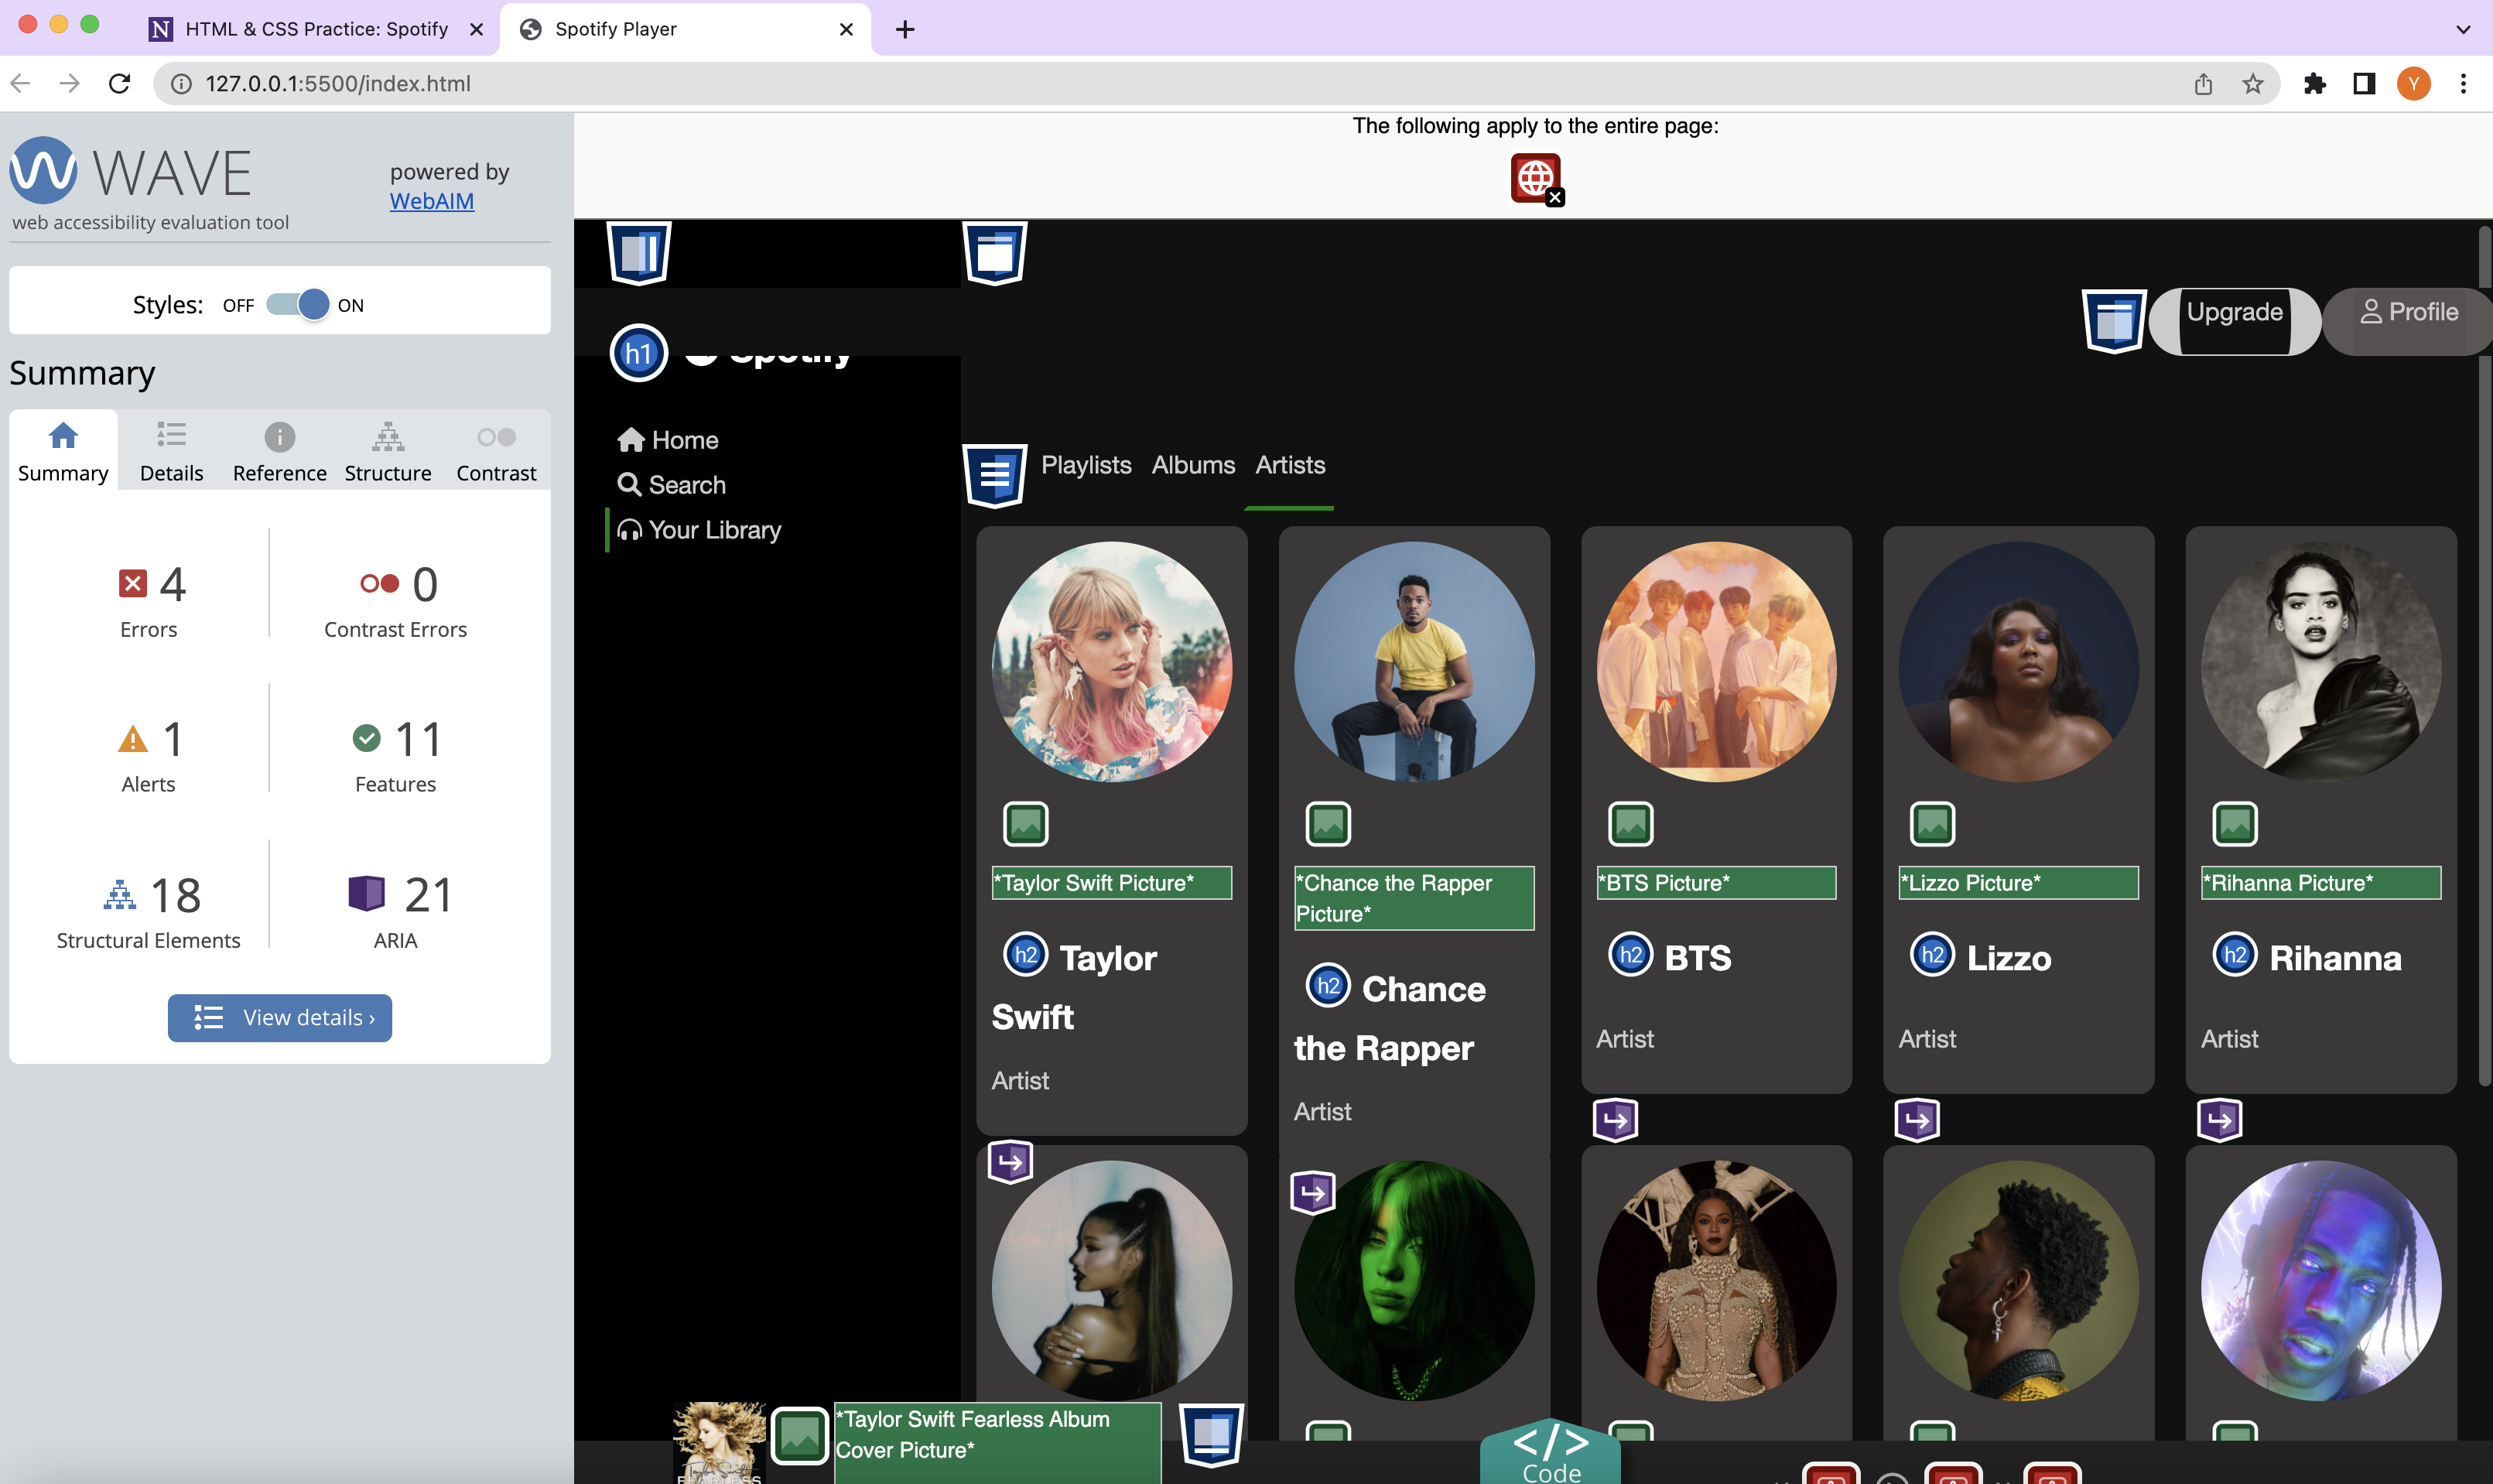 N HTML & CSS Practice: Spotify
Spotify Player
127.0.0.1:5500/index.html
Y
WAVE
web accessibility evaluation tool
powered by
WebAIM
Styles: OFF ON
Summary
Summary Details Reference Structure Contrast
4
Errors
0
Contrast Errors
1
Alerts
11
Features
18
Structural Elements
21
ARIA
View details ›
The following apply to the entire page:
Upgrade
Profile
h1 Spotify
Home
Search
Your Library
Playlists Albums Artists
*Taylor Swift Picture*
h2 Taylor
Swift
Artist
*Chance the Rapper
Picture*
h2 Chance
the Rapper
Artist
*BTS Picture*
h2 BTS
Artist
*Lizzo Picture*
h2 Lizzo
Artist
*Rihanna Picture*
h2 Rihanna
Artist
Taylor Swift
FEARLESS
*Taylor Swift Fearless Album
Cover Picture*
</>
Code